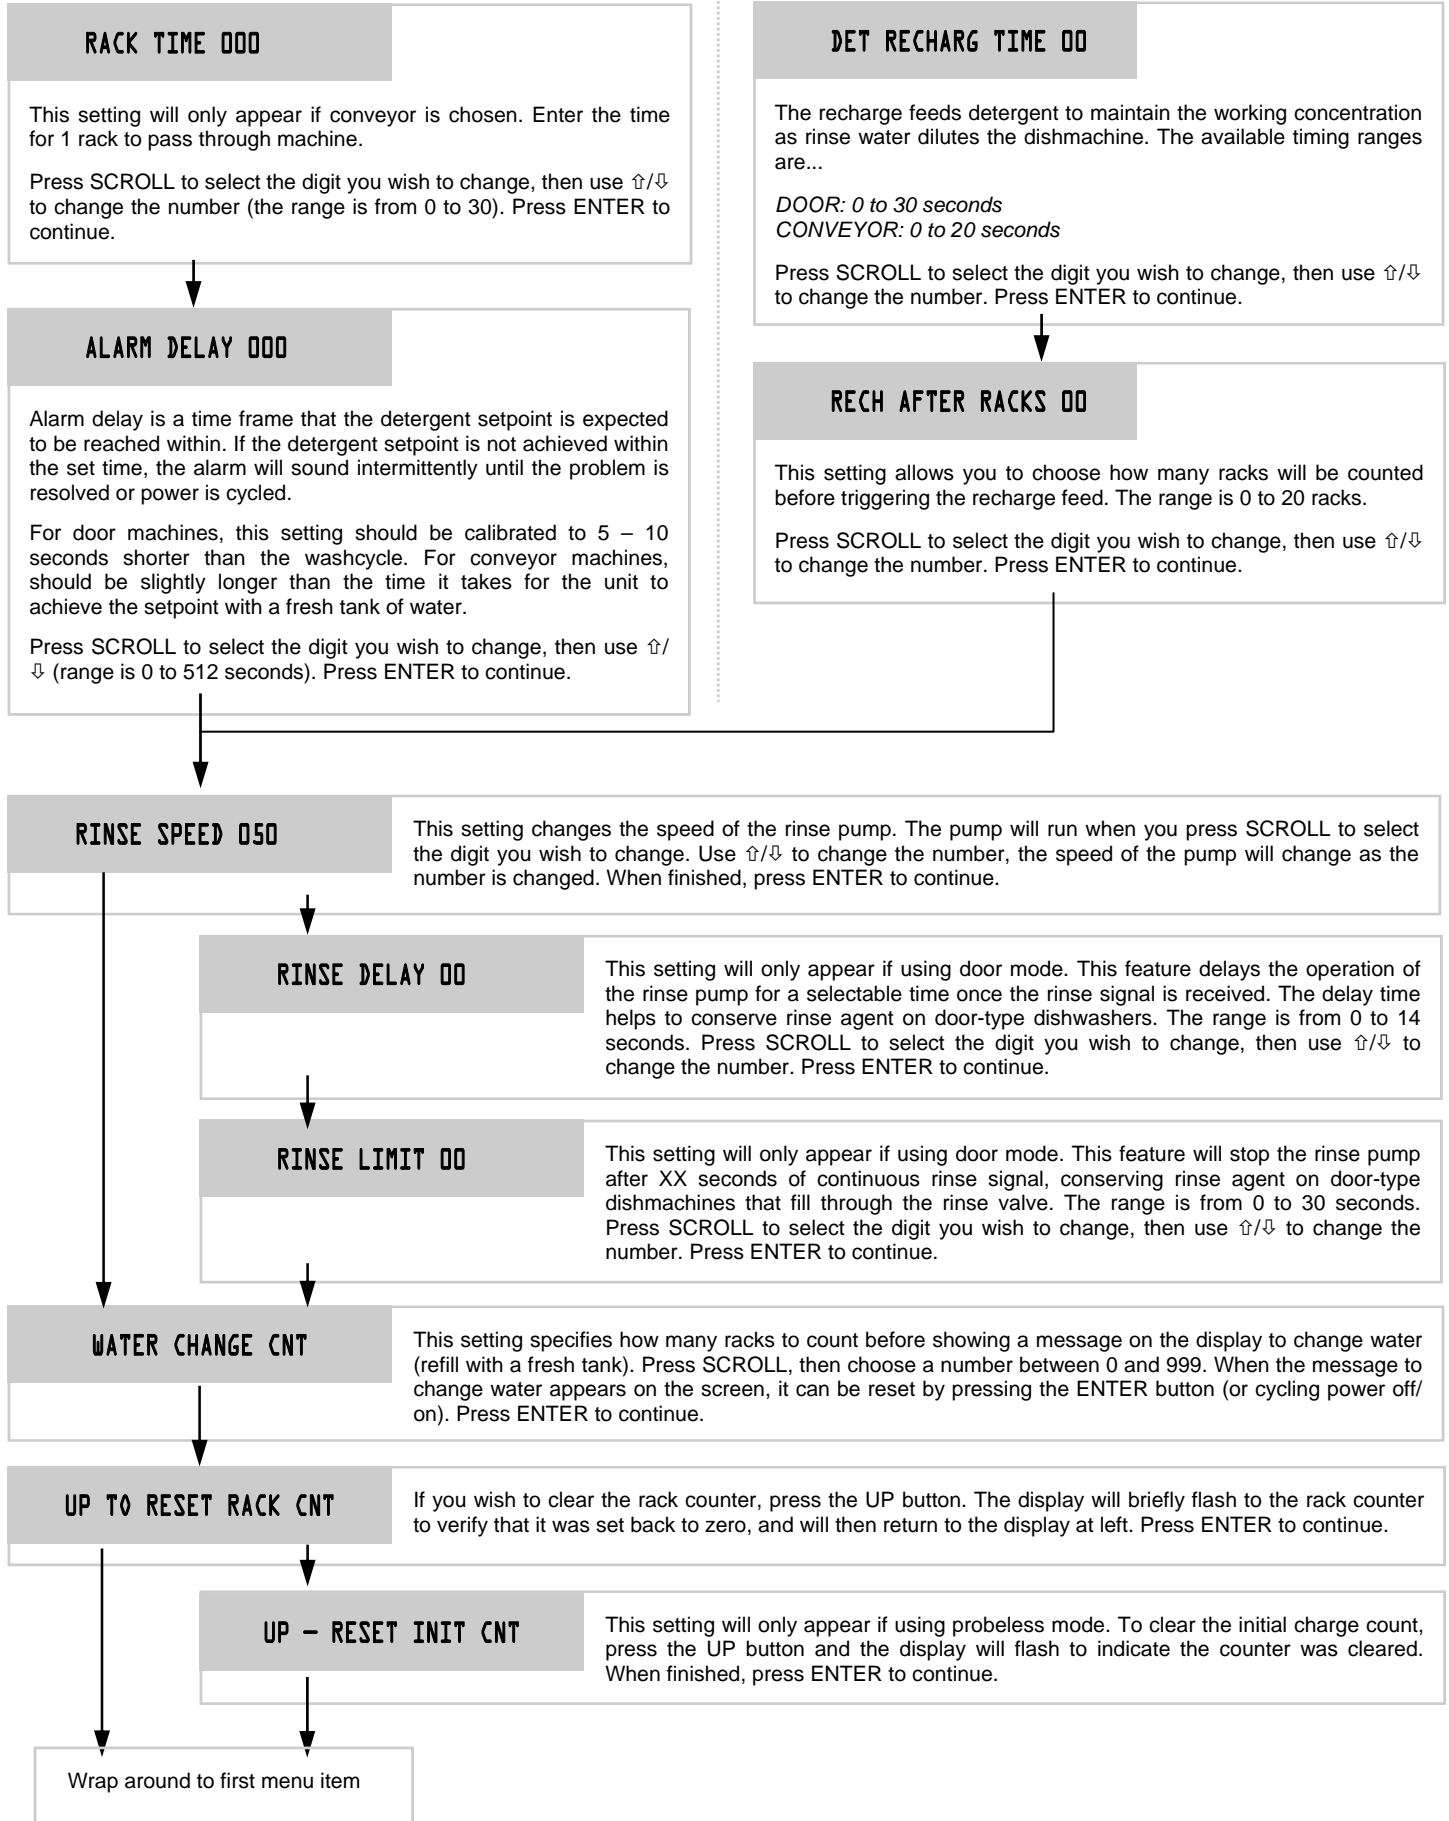 RACK TIME 000
This setting will only appear if conveyor is chosen. Enter the time
for 1 rack to pass through machine.
Press SCROLL to select the digit you wish to change, then use ⇧/⇩
to change the number (the range is from 0 to 30). Press ENTER to
continue.
ALARM DELAY 000
Alarm delay is a time frame that the detergent setpoint is expected
to be reached within. If the detergent setpoint is not achieved within
the set time, the alarm will sound intermittently until the problem is
resolved or power is cycled.
For door machines, this setting should be calibrated to 5 – 10
seconds shorter than the washcycle. For conveyor machines,
should be slightly longer than the time it takes for the unit to
achieve the setpoint with a fresh tank of water.
Press SCROLL to select the digit you wish to change, then use ⇧/
⇩ (range is 0 to 512 seconds). Press ENTER to continue.
DET RECHARG TIME 00
The recharge feeds detergent to maintain the working concentration
as rinse water dilutes the dishmachine. The available timing ranges
are...
DOOR: 0 to 30 seconds
CONVEYOR: 0 to 20 seconds
Press SCROLL to select the digit you wish to change, then use ⇧/⇩
to change the number. Press ENTER to continue.
RECH AFTER RACKS 00
This setting allows you to choose how many racks will be counted
before triggering the recharge feed. The range is 0 to 20 racks.
Press SCROLL to select the digit you wish to change, then use ⇧/⇩
to change the number. Press ENTER to continue.
RINSE SPEED 050
This setting changes the speed of the rinse pump. The pump will run when you press SCROLL to select
the digit you wish to change. Use ⇧/⇩ to change the number, the speed of the pump will change as the
number is changed. When finished, press ENTER to continue.
RINSE DELAY 00
This setting will only appear if using door mode. This feature delays the operation of
the rinse pump for a selectable time once the rinse signal is received. The delay time
helps to conserve rinse agent on door-type dishwashers. The range is from 0 to 14
seconds. Press SCROLL to select the digit you wish to change, then use ⇧/⇩ to
change the number. Press ENTER to continue.
RINSE LIMIT 00
This setting will only appear if using door mode. This feature will stop the rinse pump
after XX seconds of continuous rinse signal, conserving rinse agent on door-type
dishmachines that fill through the rinse valve. The range is from 0 to 30 seconds.
Press SCROLL to select the digit you wish to change, then use ⇧/⇩ to change the
number. Press ENTER to continue.
WATER CHANGE CNT
This setting specifies how many racks to count before showing a message on the display to change water
(refill with a fresh tank). Press SCROLL, then choose a number between 0 and 999. When the message to
change water appears on the screen, it can be reset by pressing the ENTER button (or cycling power off/
on). Press ENTER to continue.
UP TO RESET RACK CNT
If you wish to clear the rack counter, press the UP button. The display will briefly flash to the rack counter
to verify that it was set back to zero, and will then return to the display at left. Press ENTER to continue.
UP – RESET INIT CNT
This setting will only appear if using probeless mode. To clear the initial charge count,
press the UP button and the display will flash to indicate the counter was cleared.
When finished, press ENTER to continue.
Wrap around to first menu item